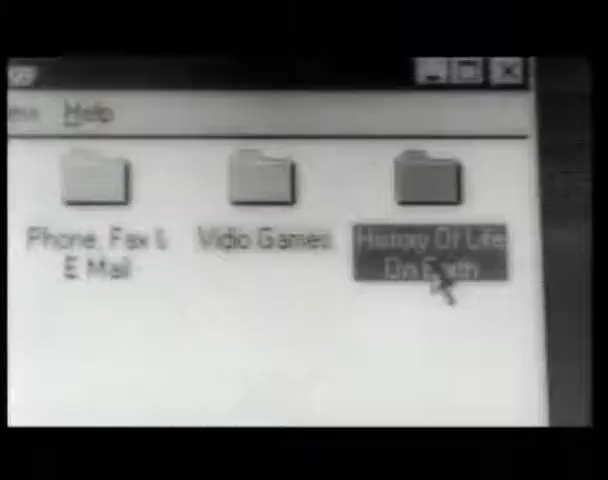 Help
Phone, Fax &
E Mail
Vidio Games
History Of Life
On Earth